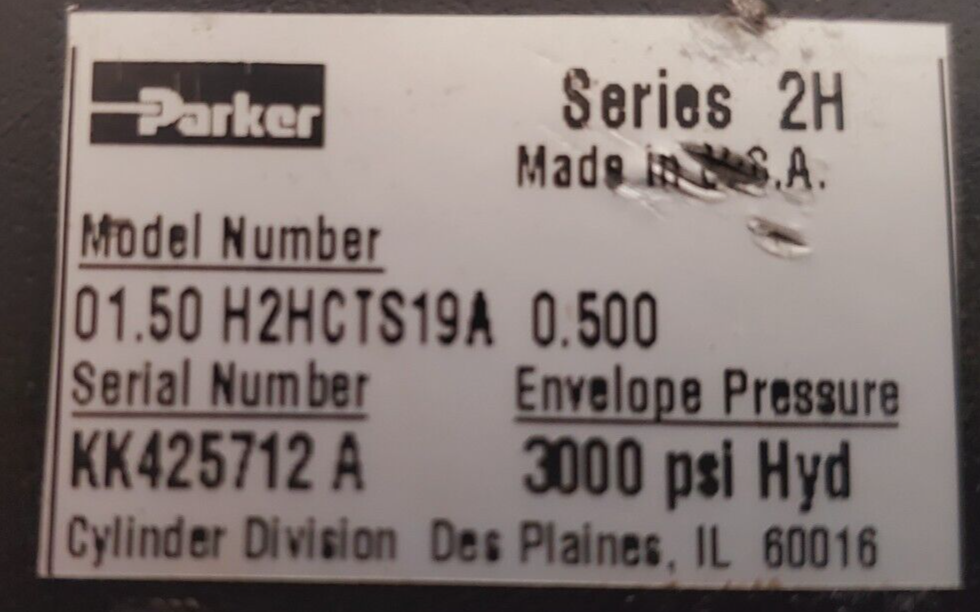 Parker
Series 2H
Made in U.S.A.
Model Number
01.50 H2HCTS19A 0.500
Serial Number Envelope Pressure
KK425712 A 3000 psi Hyd
Cylinder Division Des Plaines, IL 60016